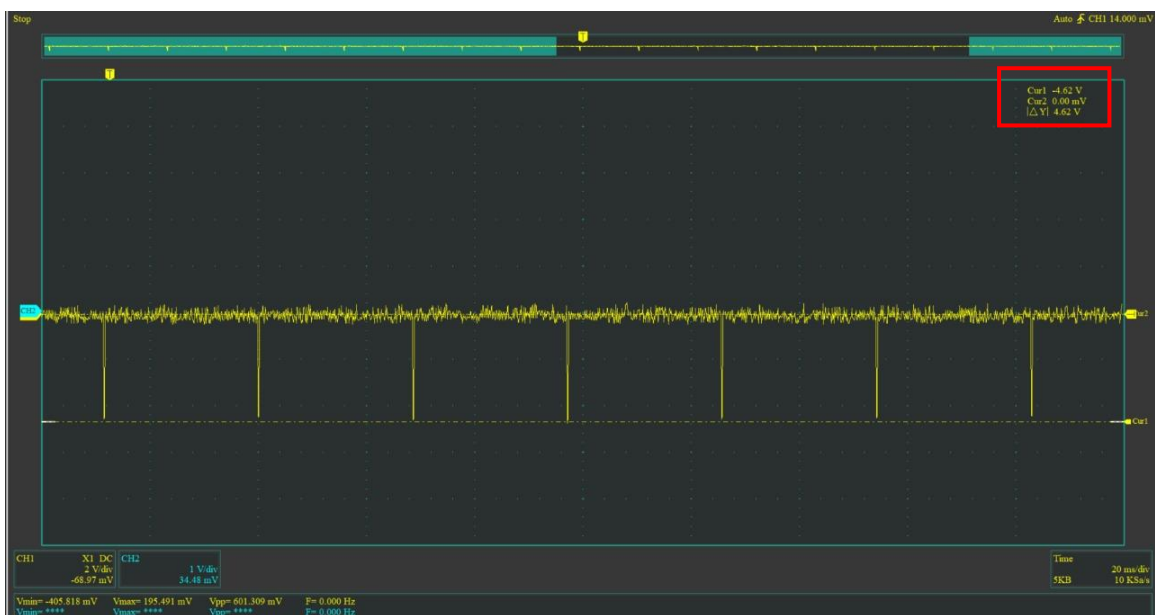 Stop
Auto CH1 14.000 mV
T
T
Cur1 -4.62 V
Cur2 0.00 mV
|△Y| 4.62 V
CH2
Cur2
Cur1
CH1 X1 DC
2 V/div
-68.97 mV
CH2
1 V/div
34.48 mV
Time
20 ms/div
5KB 10 KSa/s
Vmin= -405.818 mV Vmax= 195.491 mV Vpp= 601.309 mV F= 0.000 Hz
Vmin= **** Vmax= **** Vpp= **** F= 0.000 Hz